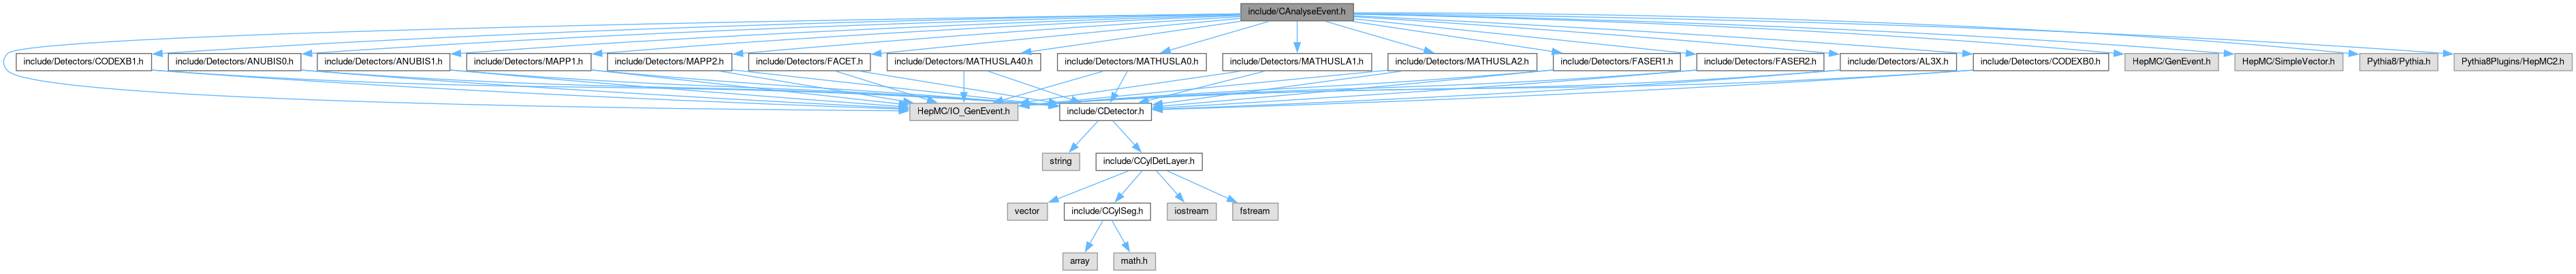 include/CAnalyseEvent.h
include/Detectors/CODEXB1.h
include/Detectors/ANUBIS0.h
include/Detectors/ANUBIS1.h
include/Detectors/MAPP1.h
include/Detectors/MAPP2.h
include/Detectors/FACET.h
include/Detectors/MATHUSLA40.h
include/Detectors/MATHUSLA0.h
include/Detectors/MATHUSLA1.h
include/Detectors/MATHUSLA2.h
include/Detectors/FASER1.h
include/Detectors/FASER2.h
include/Detectors/AL3X.h
include/Detectors/CODEXB0.h
HepMC/GenEvent.h
HepMC/SimpleVector.h
Pythia8/Pythia.h
Pythia8Plugins/HepMC2.h
HepMC/IO_GenEvent.h
include/CDetector.h
string
include/CCylDetLayer.h
vector
include/CCylSeg.h
iostream
fstream
array
math.h